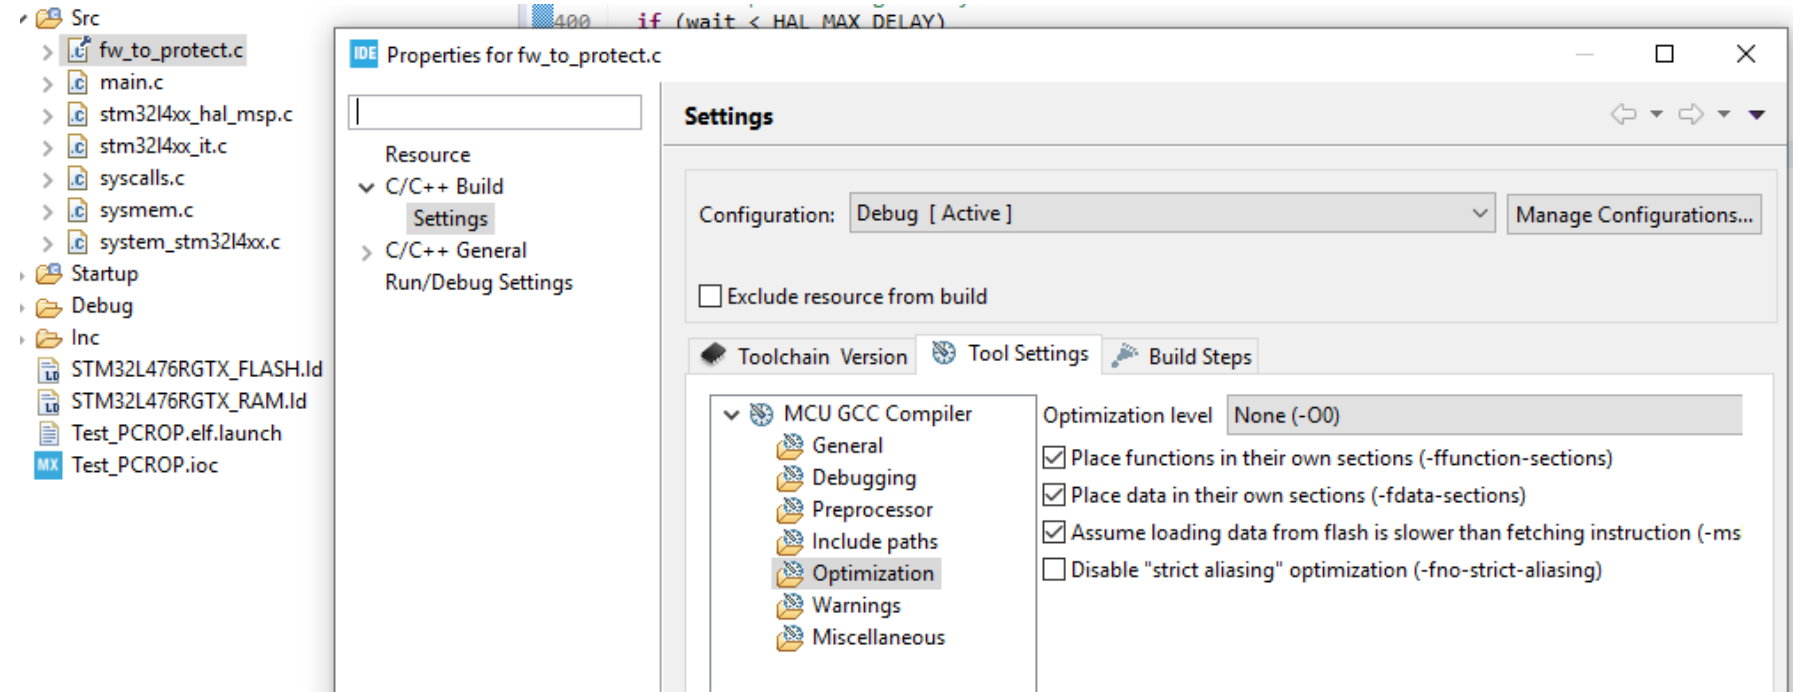 Src
fw_to_protect.c
main.c
stm32l4xx_hal_msp.c
stm32l4xx_it.c
syscalls.c
sysmem.c
system_stm32l4xx.c
Startup
Debug
Inc
STM32L476RGTX_FLASH.ld
STM32L476RGTX_RAM.ld
Test_PCROP.elf.launch
MX Test_PCROP.ioc
400 if (wait < HAL_MAX_DELAY)
IDE Properties for fw_to_protect.c
Resource
C/C++ Build
Settings
C/C++ General
Run/Debug Settings
Settings
Configuration: Debug [ Active ] Manage Configurations...
Exclude resource from build
Toolchain Version Tool Settings Build Steps
MCU GCC Compiler
General
Debugging
Preprocessor
Include paths
Optimization
Warnings
Miscellaneous
Optimization level None (-O0)
Place functions in their own sections (-ffunction-sections)
Place data in their own sections (-fdata-sections)
Assume loading data from flash is slower than fetching instruction (-ms
Disable "strict aliasing" optimization (-fno-strict-aliasing)